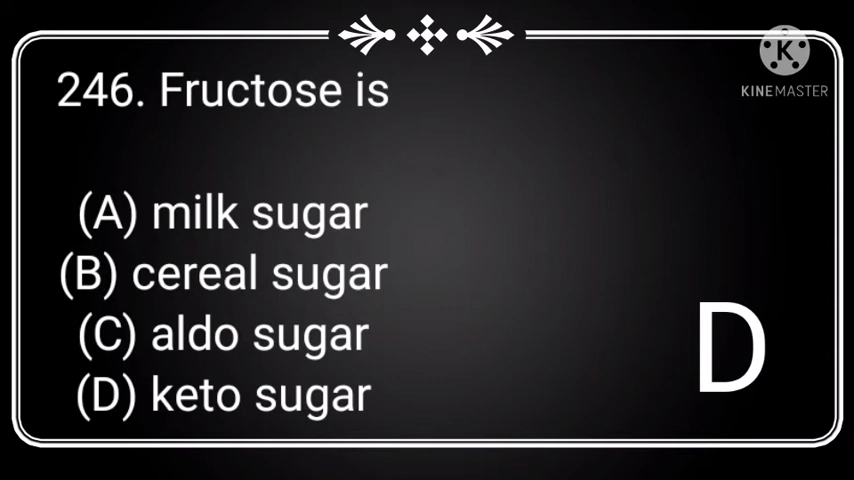 KINEMASTER
246. Fructose is
(A) milk sugar
(B) cereal sugar
(C) aldo sugar
(D) keto sugar
D